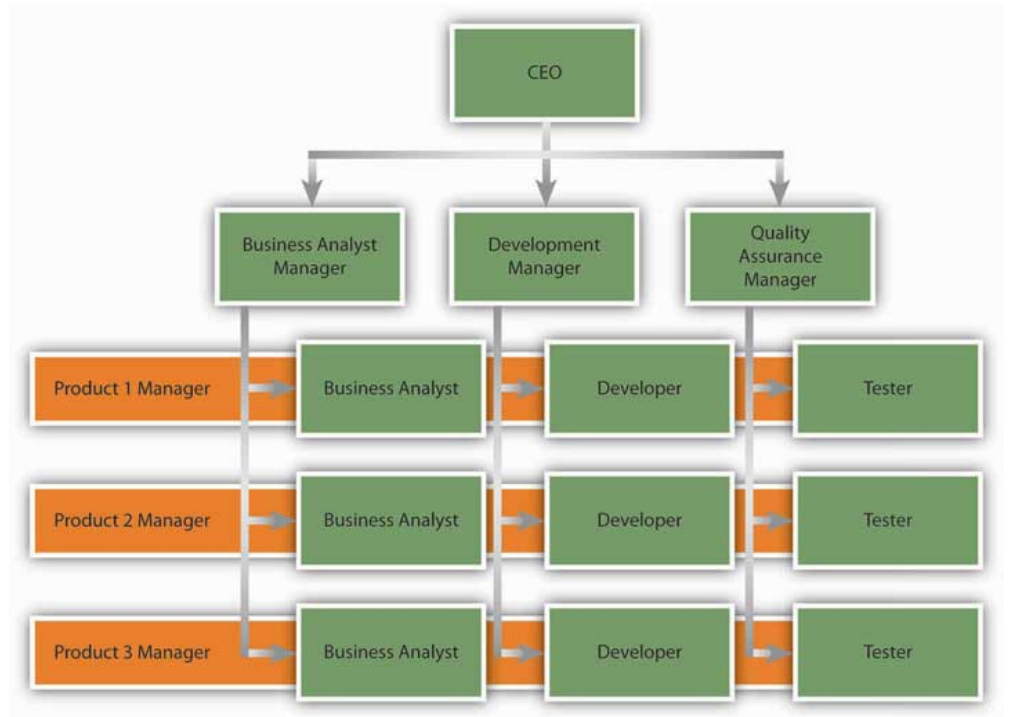 CEO
Business Analyst
Manager
Development
Manager
Quality
Assurance
Manager
Product 1 Manager
Business Analyst
Developer
Tester
Product 2 Manager
Business Analyst
Developer
Tester
Product 3 Manager
Business Analyst
Developer
Tester